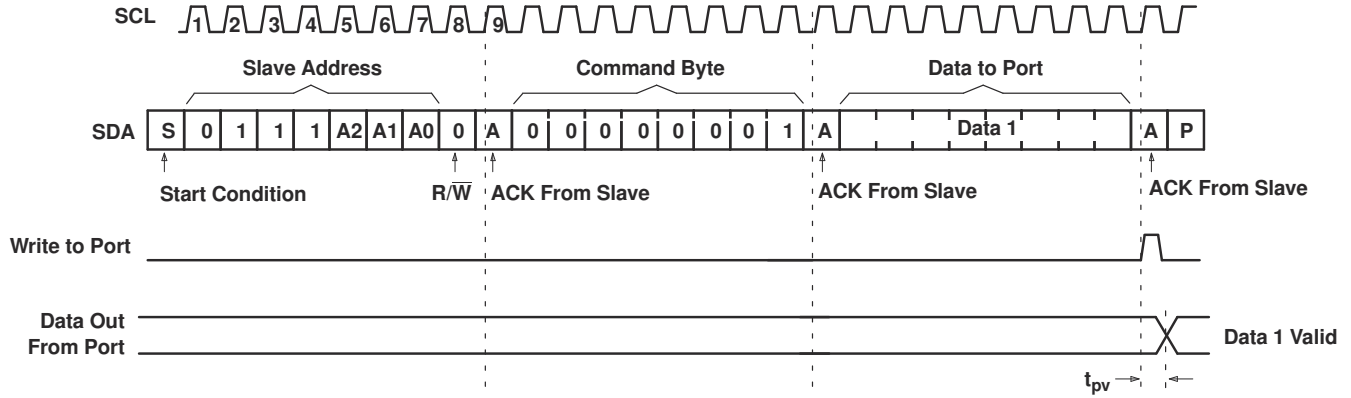 SCL 1 2 3 4 5 6 7 8 9
Slave Address Command Byte Data to Port
SDA S 0 1 1 1 A2 A1 A0 0 A 0 0 0 0 0 0 0 1 A Data 1 A P
Start Condition R/W̅ ACK From Slave ACK From Slave ACK From Slave
Write to Port
Data Out
From Port
Data 1 Valid
tpv